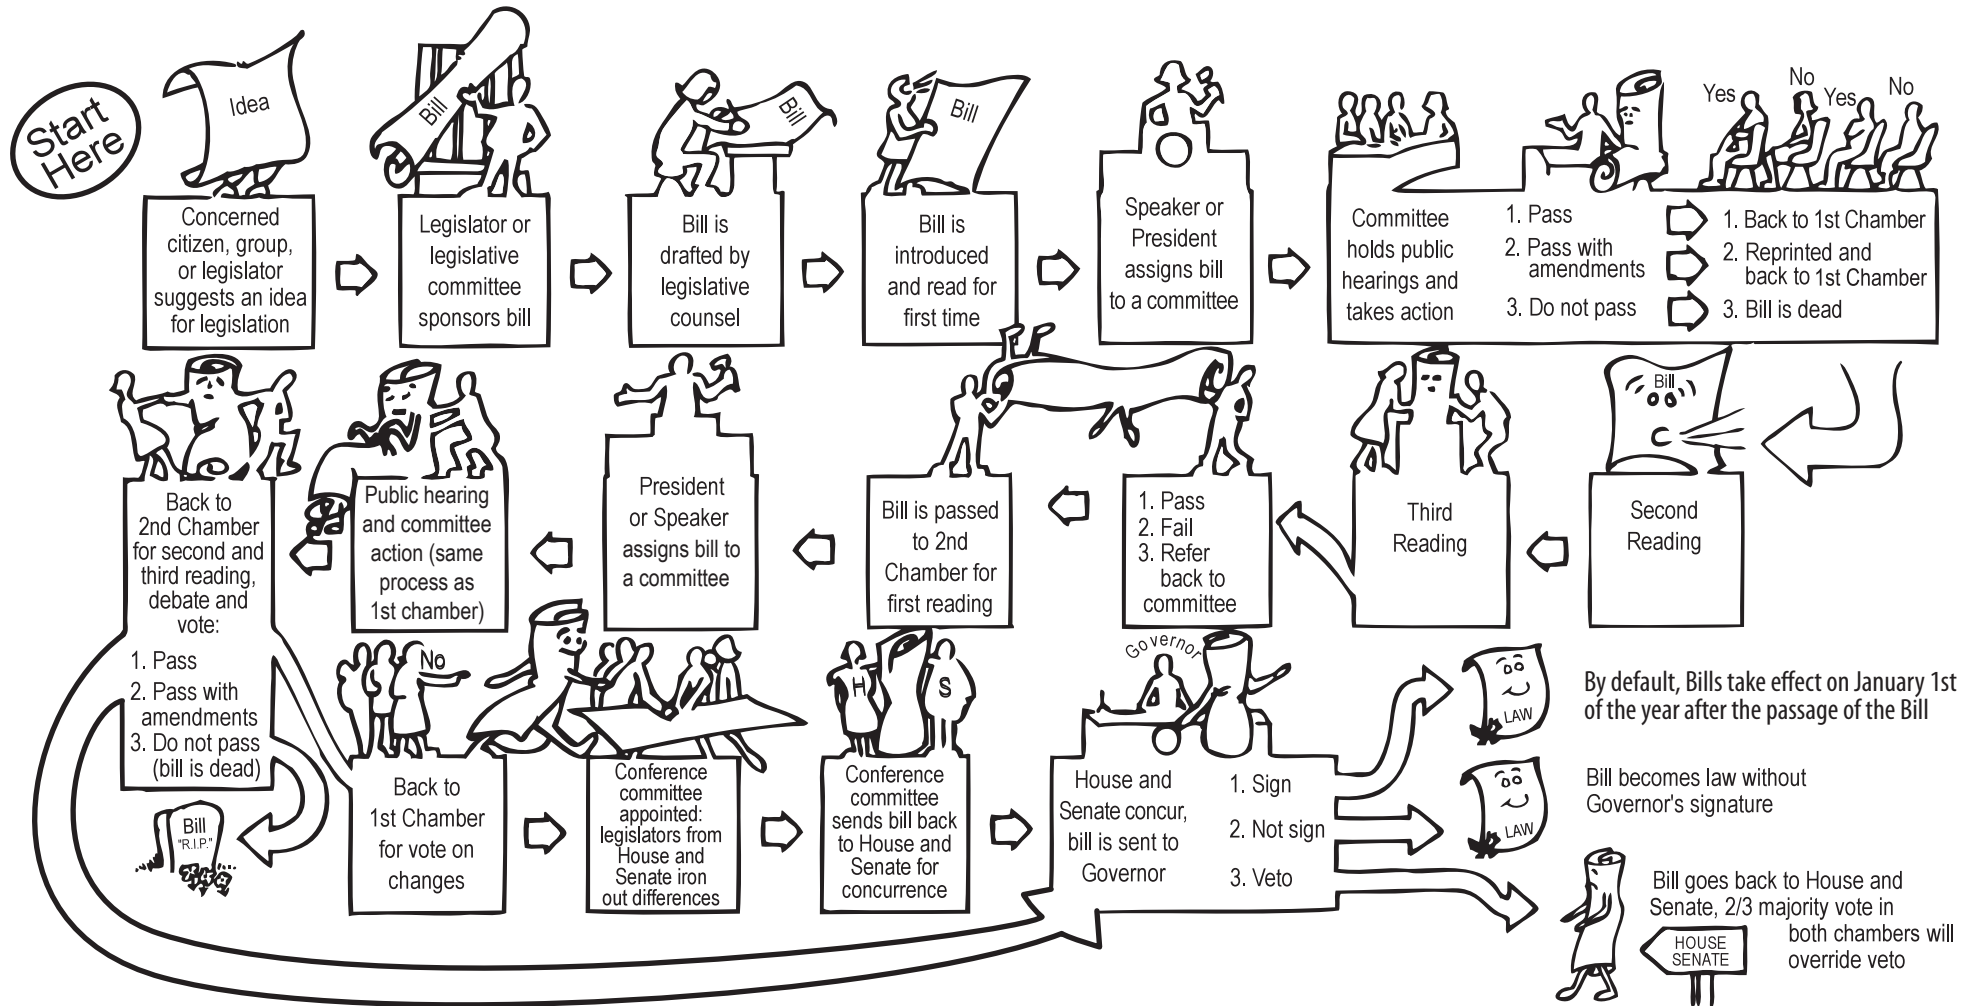 Start
Here
Idea
Concerned
citizen, group,
or legislator
suggests an idea
for legislation
Bill
Legislator or
legislative
committee
sponsors bill
Bill
Bill is
drafted by
legislative
counsel
Bill
Bill is
introduced
and read for
first time
Speaker or
President
assigns bill
to a committee
Committee
holds public
hearings and
takes action
1. Pass
2. Pass with
amendments
3. Do not pass
Yes
No
Yes
No
1. Back to 1st Chamber
2. Reprinted and
back to 1st Chamber
3. Bill is dead
Bill
Second
Reading
Third
Reading
1. Pass
2. Fail
3. Refer
back to
committee
Bill is passed
to 2nd
Chamber for
first reading
President
or Speaker
assigns bill to
a committee
Public hearing
and committee
action (same
process as
1st chamber)
Back to
2nd Chamber
for second and
third reading,
debate and
vote:
1. Pass
2. Pass with
amendments
3. Do not pass
(bill is dead)
Bill
"R.I.P."
No
Back to
1st Chamber
for vote on
changes
Conference
committee
appointed:
legislators from
House and
Senate iron
out differences
H
S
Conference
committee
sends bill back
to House and
Senate for
concurrence
Governor
House and
Senate concur,
bill is sent to
Governor
1. Sign
2. Not sign
3. Veto
LAW
By default, Bills take effect on January 1st
of the year after the passage of the Bill
LAW
Bill becomes law without
Governor's signature
Bill goes back to House and
Senate, 2/3 majority vote in
both chambers will
override veto
HOUSE
SENATE